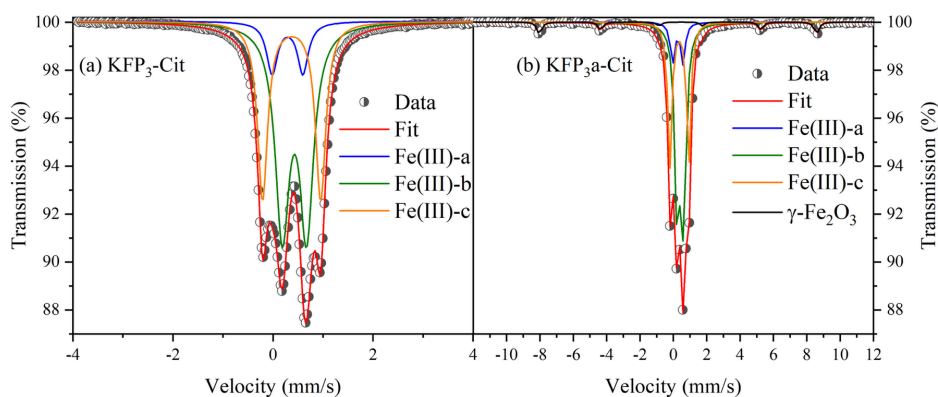 100
98
96
94
92
90
88
Transmission (%)
(a) KFP₃-Cit
Data
Fit
Fe(III)-a
Fe(III)-b
Fe(III)-c
-4
-2
0
2
4
Velocity (mm/s)
(b) KFP₃a-Cit
Data
Fit
Fe(III)-a
Fe(III)-b
Fe(III)-c
γ-Fe₂O₃
-10
-8
-6
-4
-2
0
2
4
6
8
10
12
Velocity (mm/s)
100
98
96
94
92
90
88
Transmission (%)